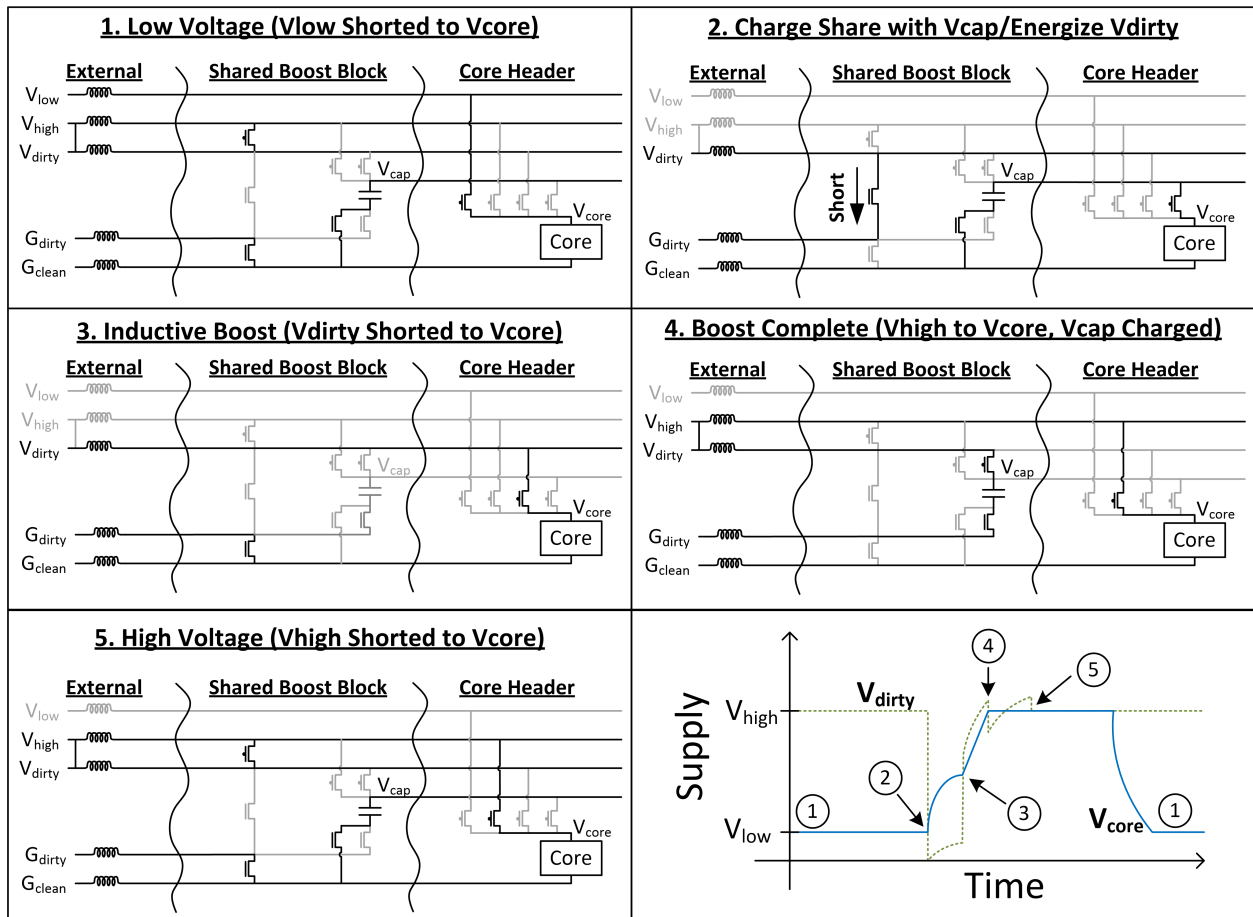 1. Low Voltage (Vlow Shorted to Vcore)
External Shared Boost Block Core Header
Vlow
Vhigh
Vdirty
Vcap
Vcore
Gdirty
Core
Gclean
2. Charge Share with Vcap/Energize Vdirty
External Shared Boost Block Core Header
Vlow
Vhigh
Vdirty
Vcap
Short
Vcore
Gdirty
Core
Gclean
3. Inductive Boost (Vdirty Shorted to Vcore)
External Shared Boost Block Core Header
Vlow
Vhigh
Vdirty
Vcap
Vcore
Gdirty
Core
Gclean
4. Boost Complete (Vhigh to Vcore, Vcap Charged)
External Shared Boost Block Core Header
Vlow
Vhigh
Vdirty
Vcap
Vcore
Gdirty
Core
Gclean
5. High Voltage (Vhigh Shorted to Vcore)
External Shared Boost Block Core Header
Vlow
Vhigh
Vdirty
Vcap
Vcore
Gdirty
Core
Gclean
4
5
Vdirty
Vhigh
Supply
2
3
1
Vlow
Vcore
1
Time